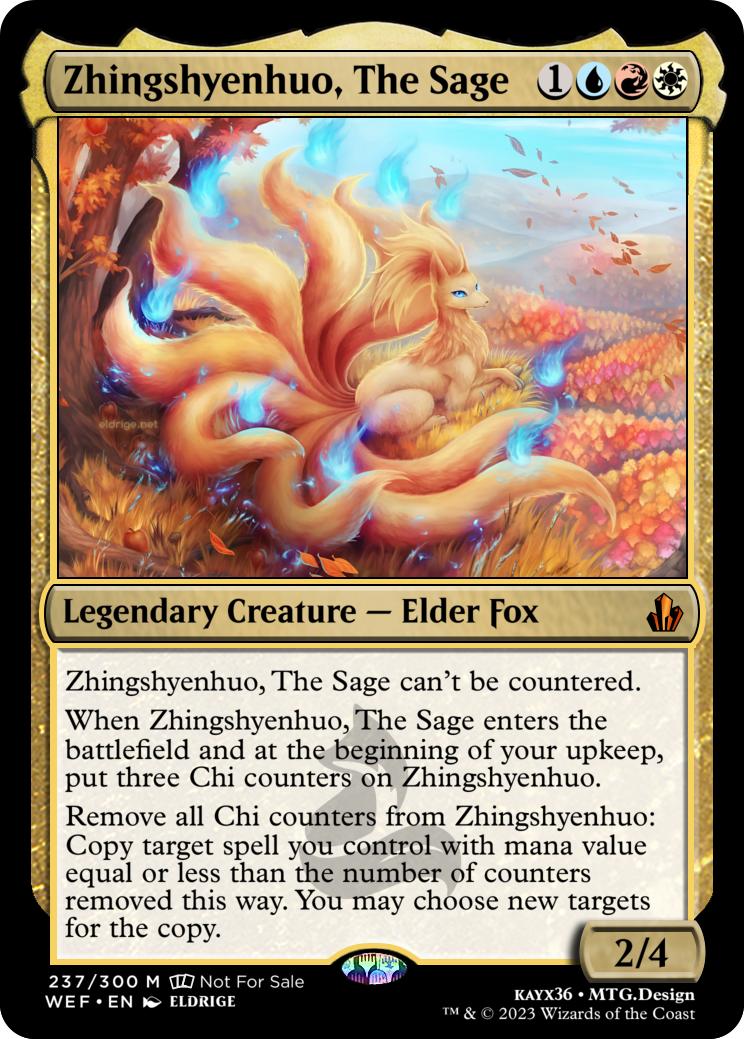 Zhingshyenhuo, The Sage 1
eldrige.net
Legendary Creature — Elder Fox
Zhingshyenhuo, The Sage can't be countered.
When Zhingshyenhuo, The Sage enters the
battlefield and at the beginning of your upkeep,
put three Chi counters on Zhingshyenhuo.
Remove all Chi counters from Zhingshyenhuo:
Copy target spell you control with mana value
equal or less than the number of counters
removed this way. You may choose new targets
for the copy.
2/4
237/300 M Not For Sale
WEF • EN ELDRIGE
KAYX36 • MTG.Design
™ & © 2023 Wizards of the Coast